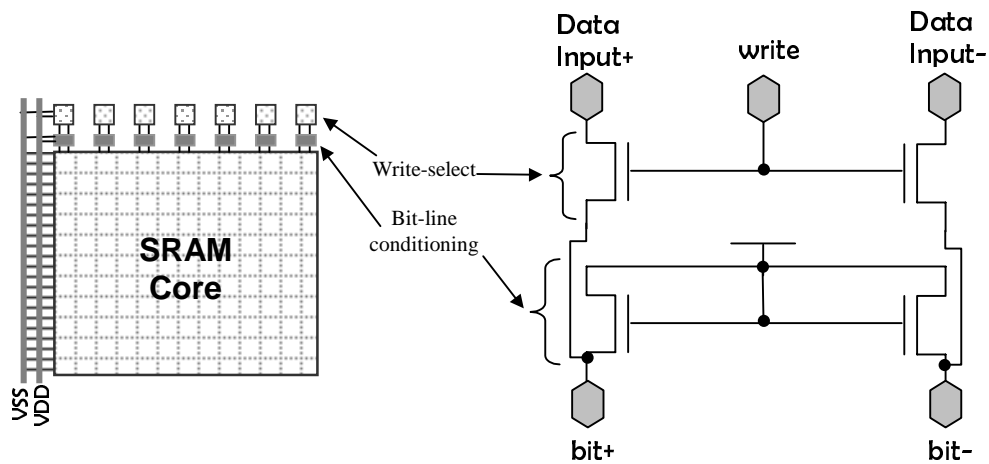 Data
Input+
write
Data
Input-
Write-select
Bit-line
conditioning
SRAM
Core
VSS
VDD
bit+
bit-